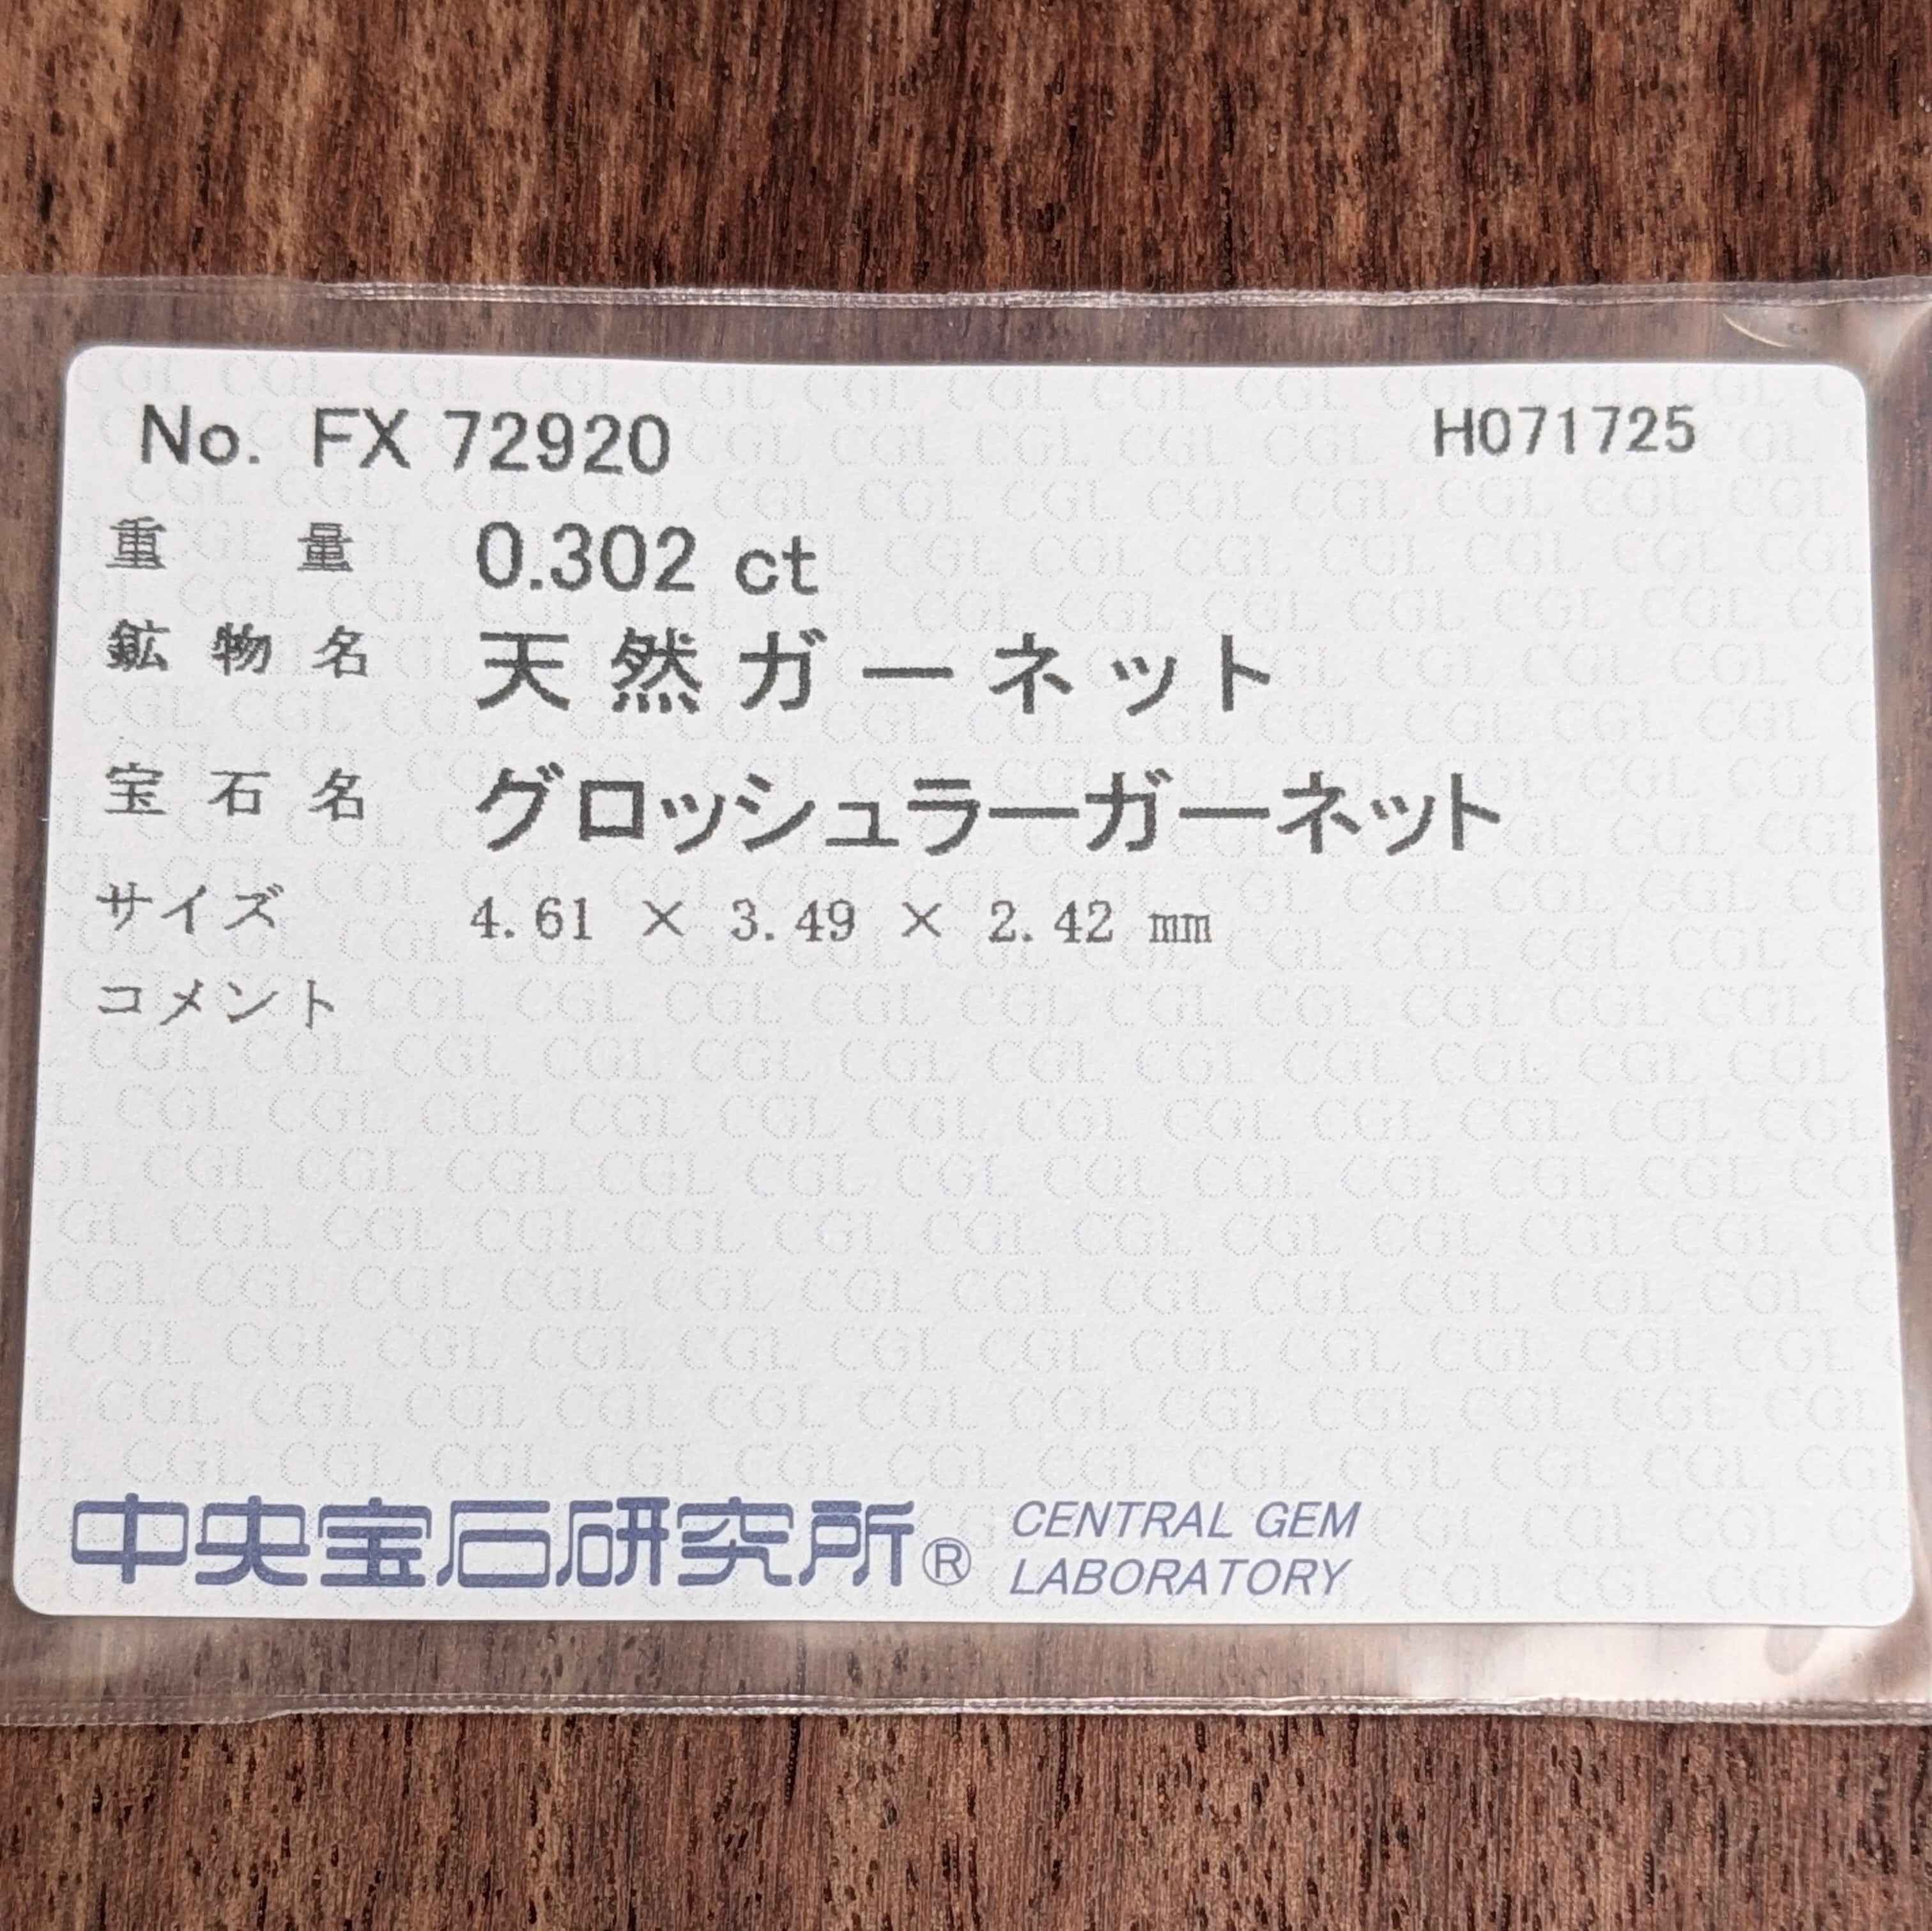 No. FX 72920 H071725
重量 0.302 ct
鉱物名 天然ガーネット
宝石名 グロッシュラーガーネット
サイズ 4.61 × 3.49 × 2.42 mm
コメント
中央宝石研究所® CENTRAL GEM
LABORATORY